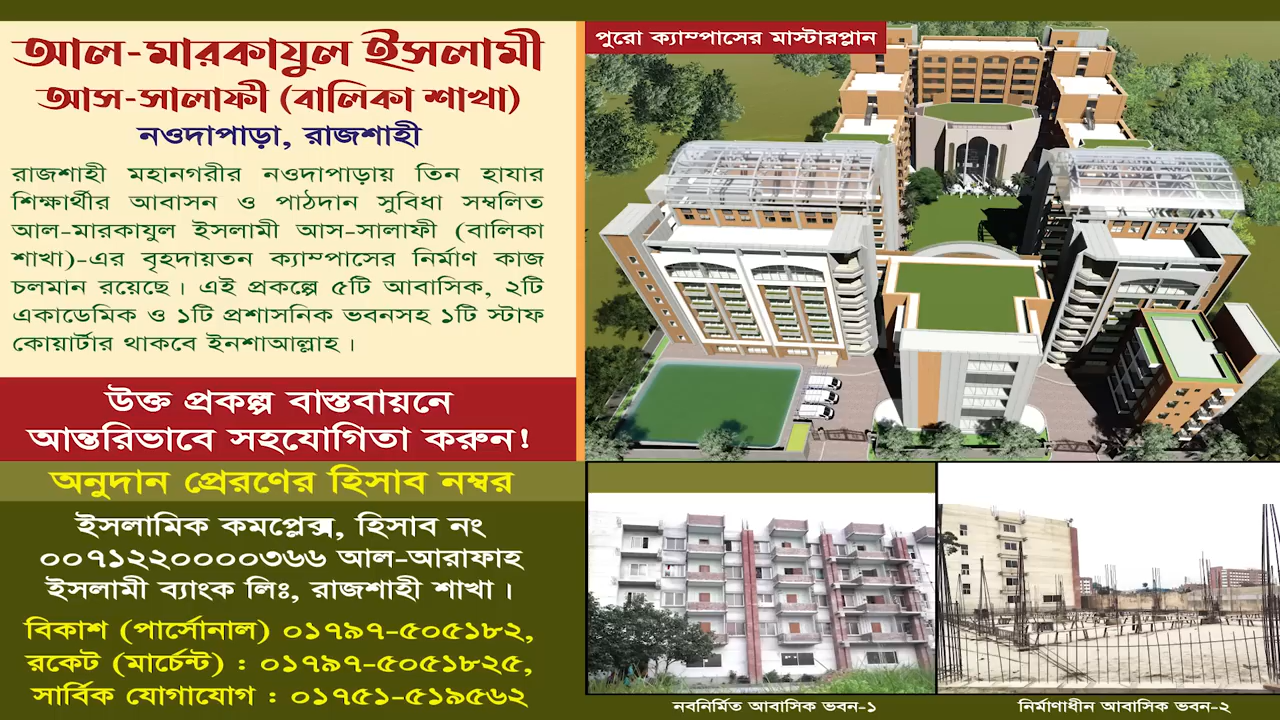 আল-মারকাযুল ইসলামী
আস-সালাফী (বালিকা শাখা)
নওদাপাড়া, রাজশাহী
রাজশাহী মহানগরীর নওদাপাড়ায় তিন হাযার
শিক্ষার্থীর আবাসন ও পাঠদান সুবিধা সম্বলিত
আল-মারকাযুল ইসলামী আস-সালাফী (বালিকা
শাখা)-এর বৃহদায়তন ক্যাম্পাসের নির্মাণ কাজ
চলমান রয়েছে। এই প্রকল্পে ৫টি আবাসিক, ২টি
একাডেমিক ও ১টি প্রশাসনিক ভবনসহ ১টি স্টাফ
কোয়ার্টার থাকবে ইনশাআল্লাহ।
উক্ত প্রকল্প বাস্তবায়নে
আন্তরিভাবে সহযোগিতা করুন!
অনুদান প্রেরণের হিসাব নম্বর
ইসলামিক কমপ্লেক্স, হিসাব নং
০০৭১২২০০০০৩৬৬ আল-আরাফাহ
ইসলামী ব্যাংক লিঃ, রাজশাহী শাখা।
বিকাশ (পার্সোনাল) ০১৭৯৭-৫০৫১৮২,
রকেট (মার্চেন্ট) : ০১৭৯৭-৫০৫১৮২৫,
সার্বিক যোগাযোগ : ০১৭৫১-৫১৯৫৬২
পুরো ক্যাম্পাসের মাস্টারপ্লান
নবনির্মিত আবাসিক ভবন-১
নির্মাণাধীন আবাসিক ভবন-২